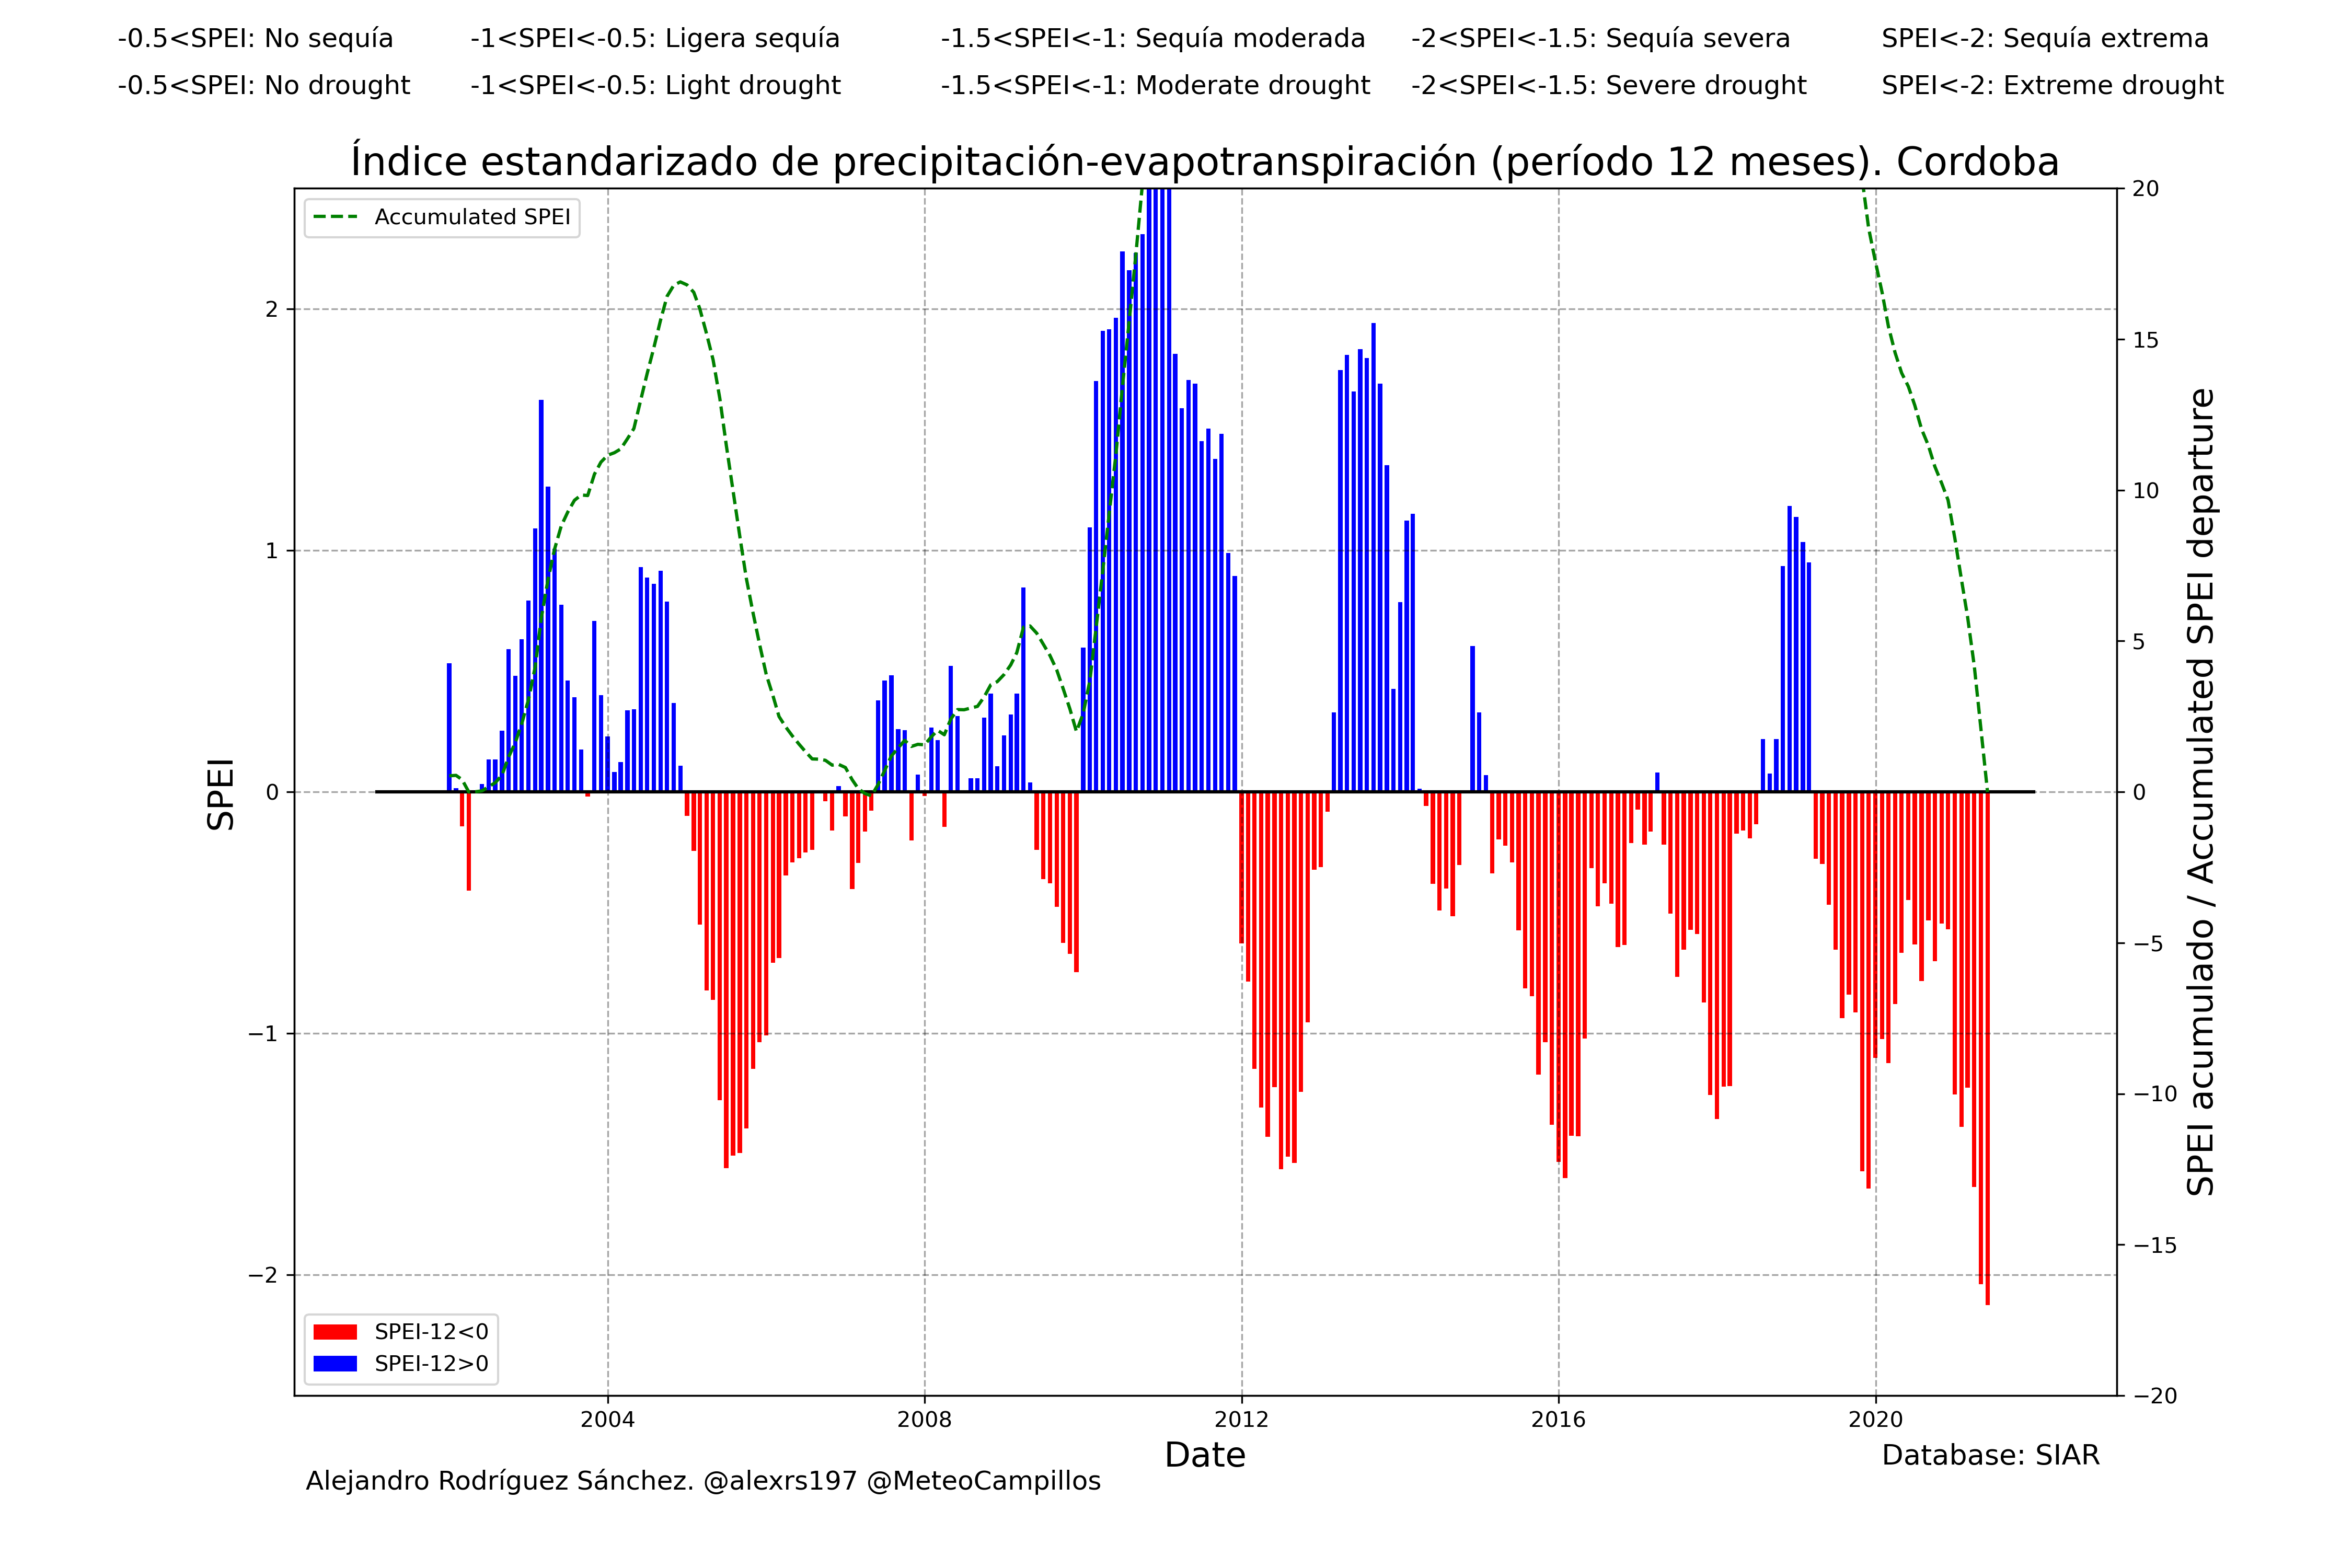 -0.5<SPEI: No sequía -1<SPEI<-0.5: Ligera sequía -1.5<SPEI<-1: Sequía moderada -2<SPEI<-1.5: Sequía severa SPEI<-2: Sequía extrema
-0.5<SPEI: No drought -1<SPEI<-0.5: Light drought -1.5<SPEI<-1: Moderate drought -2<SPEI<-1.5: Severe drought SPEI<-2: Extreme drought
Índice estandarizado de precipitación-evapotranspiración (período 12 meses). Cordoba
Accumulated SPEI
2
1
0
−1
−2
SPEI
20
15
10
5
0
−5
−10
−15
−20
SPEI acumulado / Accumulated SPEI departure
SPEI-12<0
SPEI-12>0
2004 2008 2012 2016 2020
Date
Database: SIAR
Alejandro Rodríguez Sánchez. @alexrs197 @MeteoCampillos